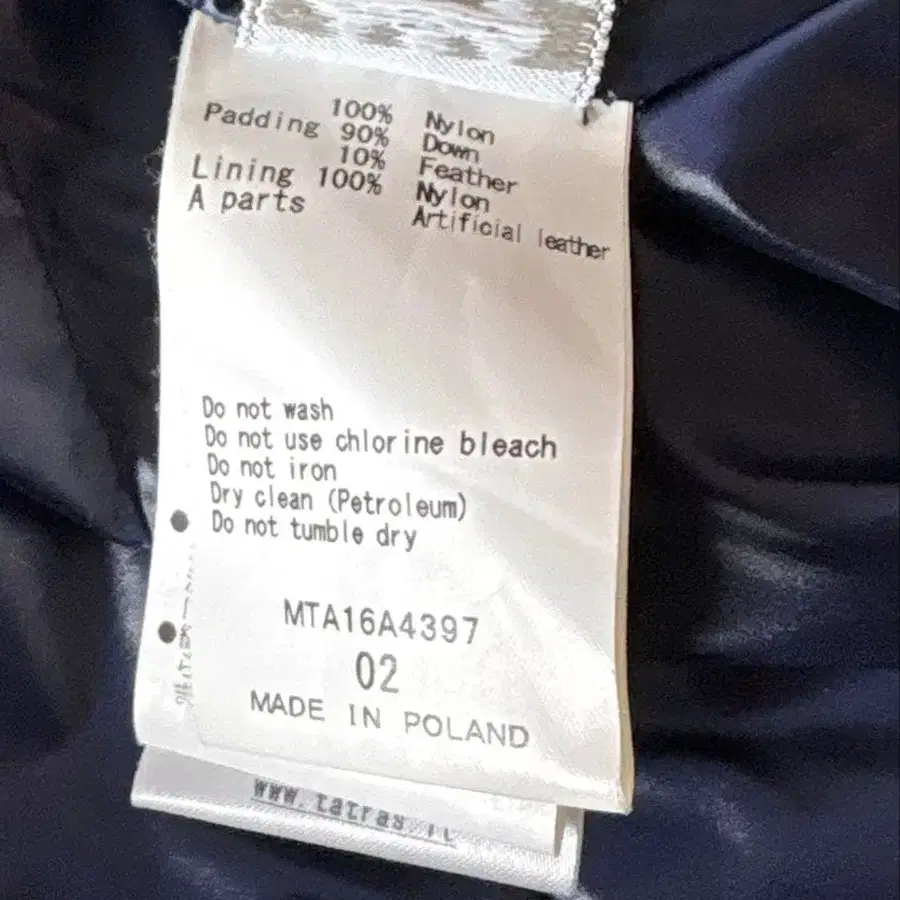 100% Nylon
Padding 90% Down
10% Feather
Lining 100% Nylon
A parts Artificial leather
Do not wash
Do not use chlorine bleach
Do not iron
Dry clean (Petroleum)
Do not tumble dry
MTA16A4397
02
MADE IN POLAND
www.tatras.it